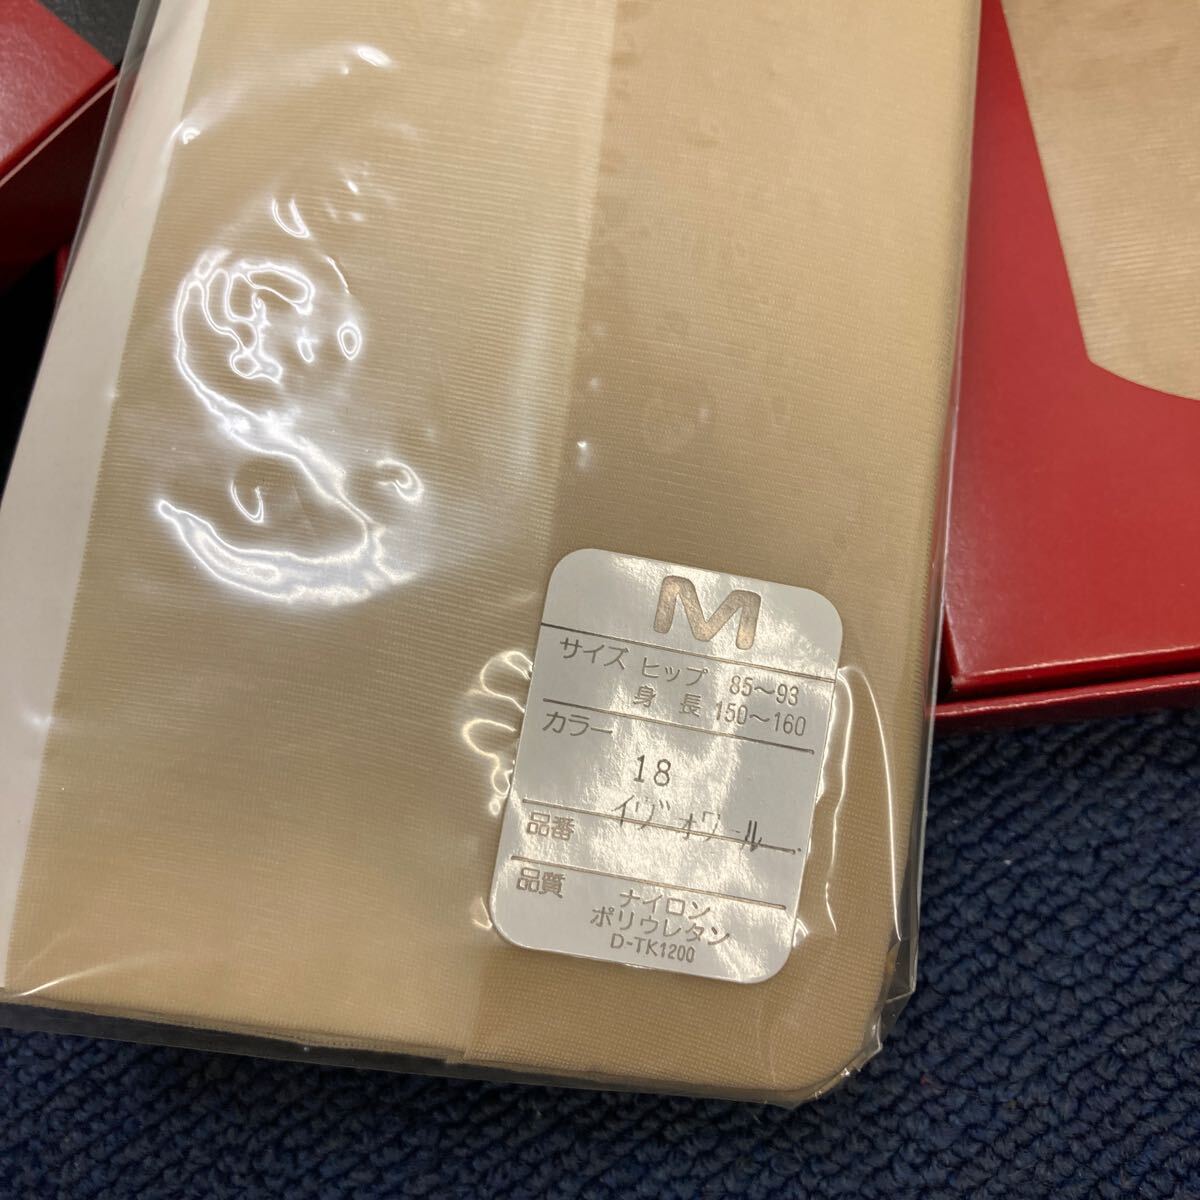 M
サイズ ヒップ 85～93
身長 150～160
カラー
18
イヴォワール
品番
品質 ナイロン
ポリウレタン
D-TK1200